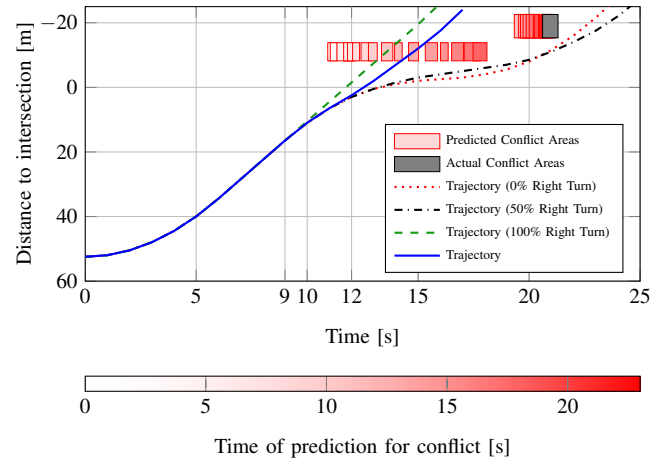 −20
0
20
40
60
Distance to intersection [m]
Predicted Conflict Areas
Actual Conflict Areas
Trajectory (0% Right Turn)
Trajectory (50% Right Turn)
Trajectory (100% Right Turn)
Trajectory
0 5 9 10 12 15 20 25
Time [s]
0 5 10 15 20
Time of prediction for conflict [s]